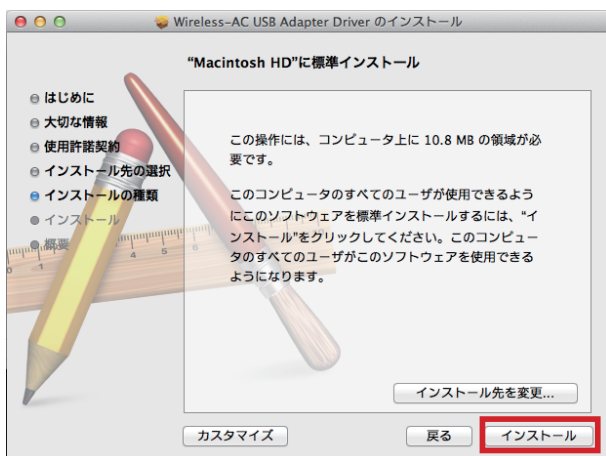 Wireless-AC USB Adapter Driver のインストール
“Macintosh HD”に標準インストール
はじめに
大切な情報
使用許諾契約
インストール先の選択
インストールの種類
インストール
概要
この操作には、コンピュータ上に 10.8 MB の領域が必
要です。
このコンピュータのすべてのユーザが使用できるよう
にこのソフトウェアを標準インストールするには、“イ
ンストール”をクリックしてください。このコンピュー
タのすべてのユーザがこのソフトウェアを使用できる
ようになります。
0 1 4 5 6
インストール先を変更...
カスタマイズ
戻る
インストール